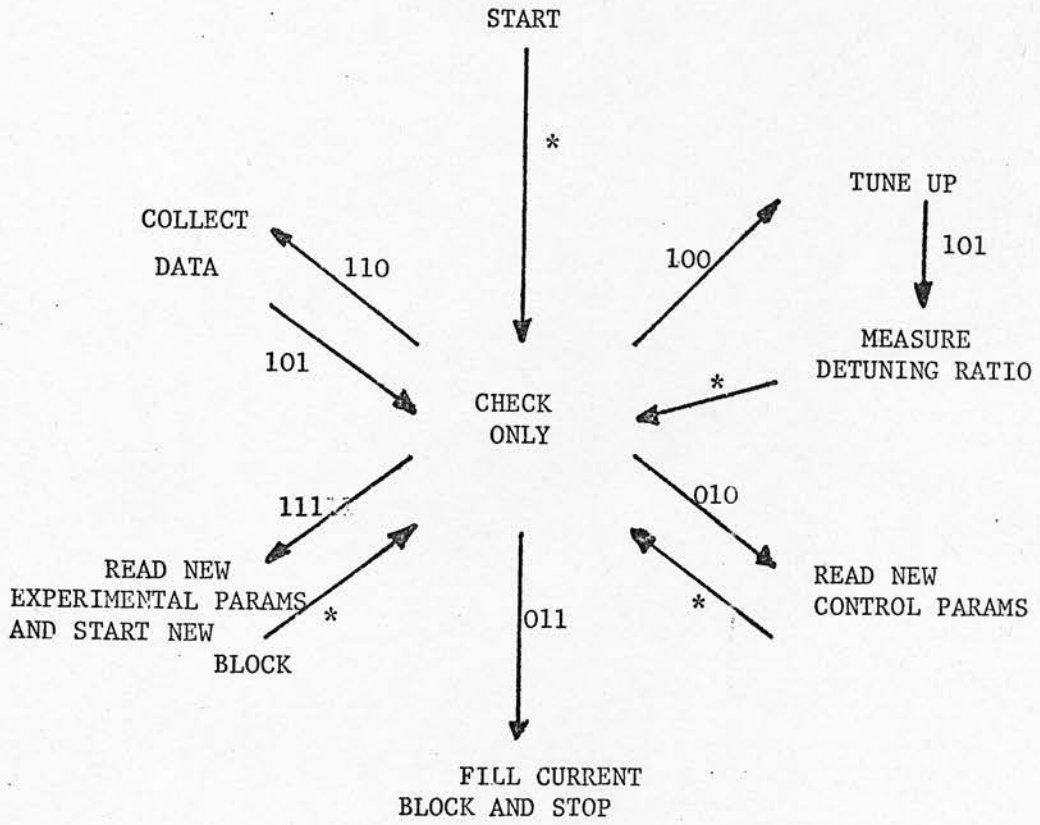 START
*
TUNE UP
COLLECT
DATA
110
100
101
MEASURE
DETUNING RATIO
101
*
CHECK
ONLY
111
010
READ NEW
EXPERIMENTAL PARAMS
AND START NEW
BLOCK
*
011
*
READ NEW
CONTROL PARAMS
FILL CURRENT
BLOCK AND STOP